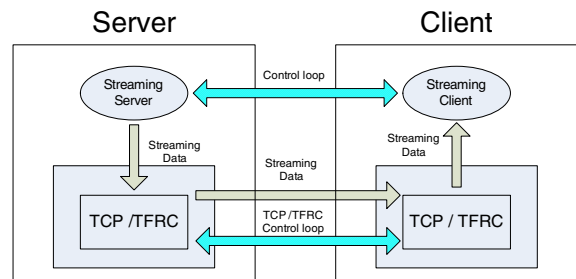 Server
Client
Streaming
Server
Control loop
Streaming
Client
Streaming
Data
Streaming
Data
Streaming
Data
TCP /TFRC
TCP /TFRC
Control loop
TCP / TFRC